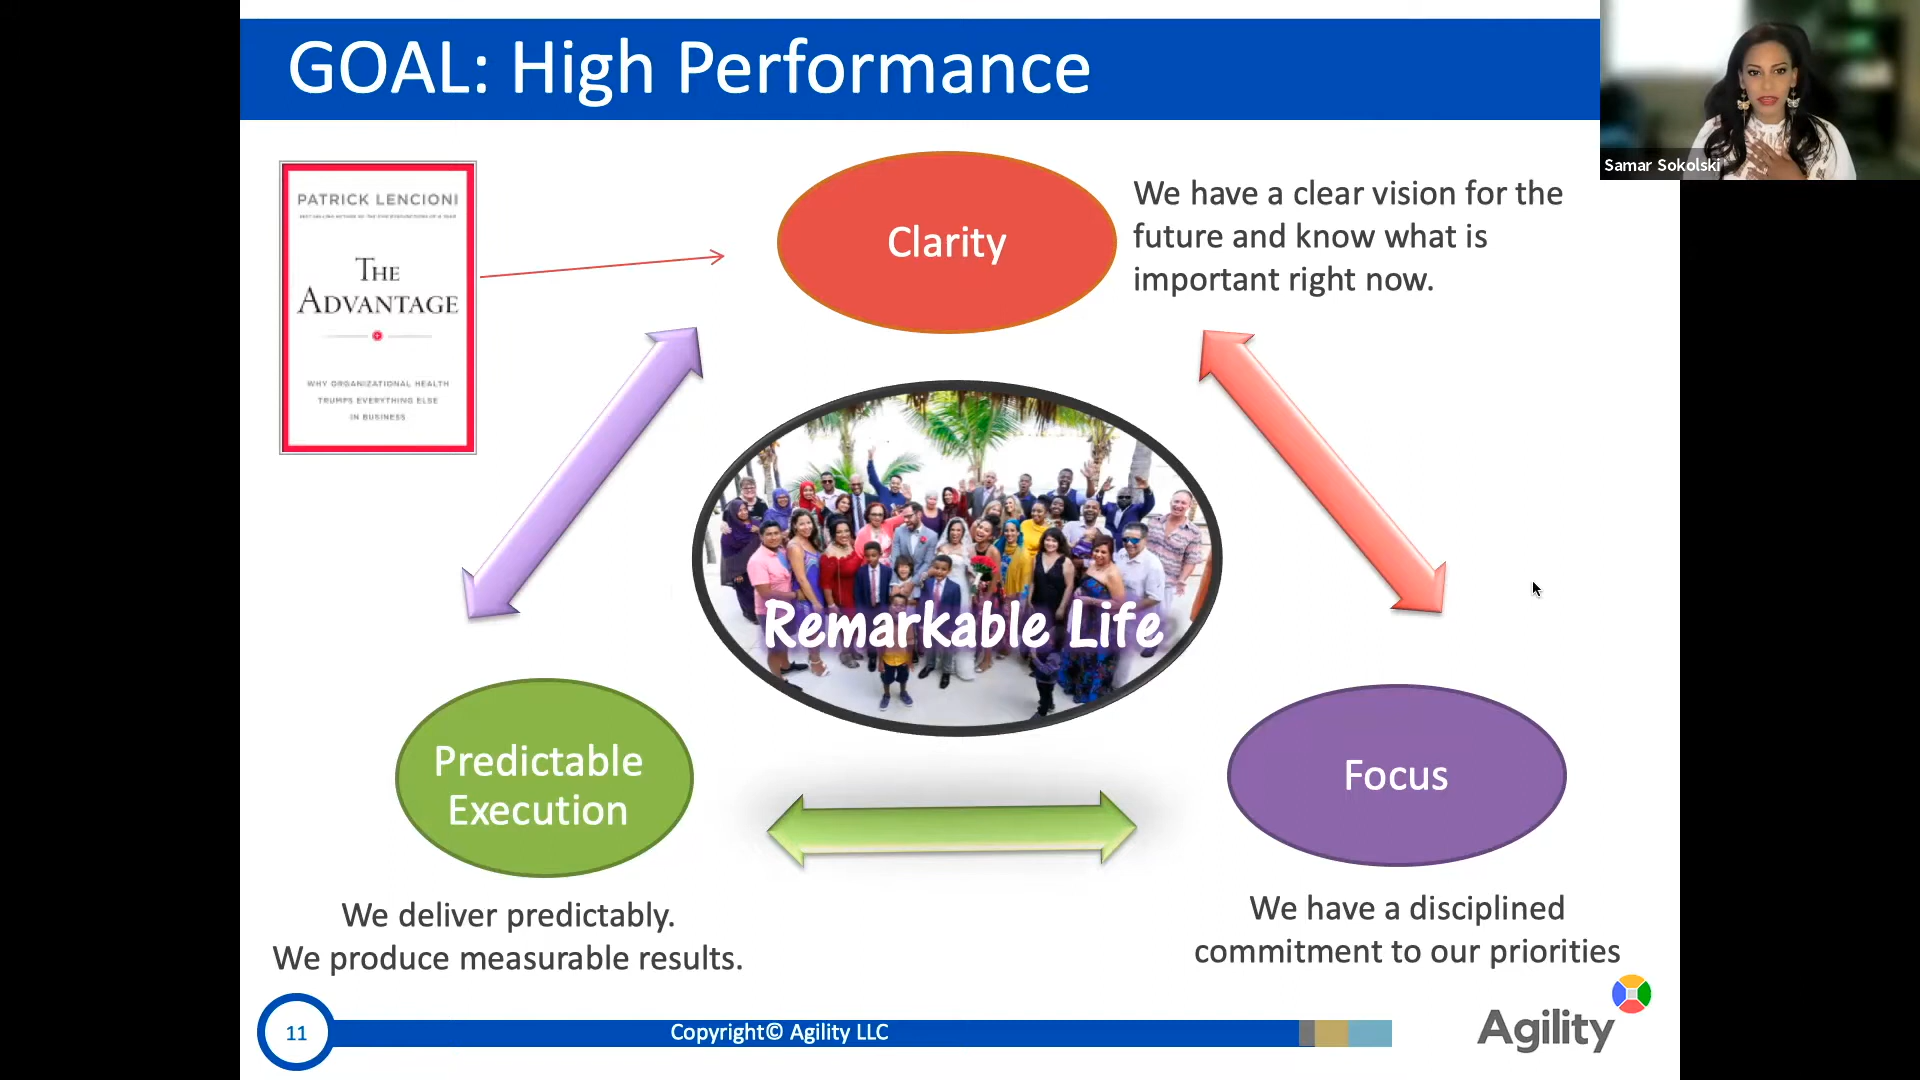 GOAL: High Performance
Samar Sokolski
PATRICK LENCIONI
THE
ADVANTAGE
WHY ORGANIZATIONAL HEALTH
TRUMPS EVERYTHING ELSE
IN BUSINESS
Clarity
We have a clear vision for the
future and know what is
important right now.
Remarkable Life
Predictable
Execution
We deliver predictably.
We produce measurable results.
Focus
We have a disciplined
commitment to our priorities
11
Copyright© Agility LLC
Agility